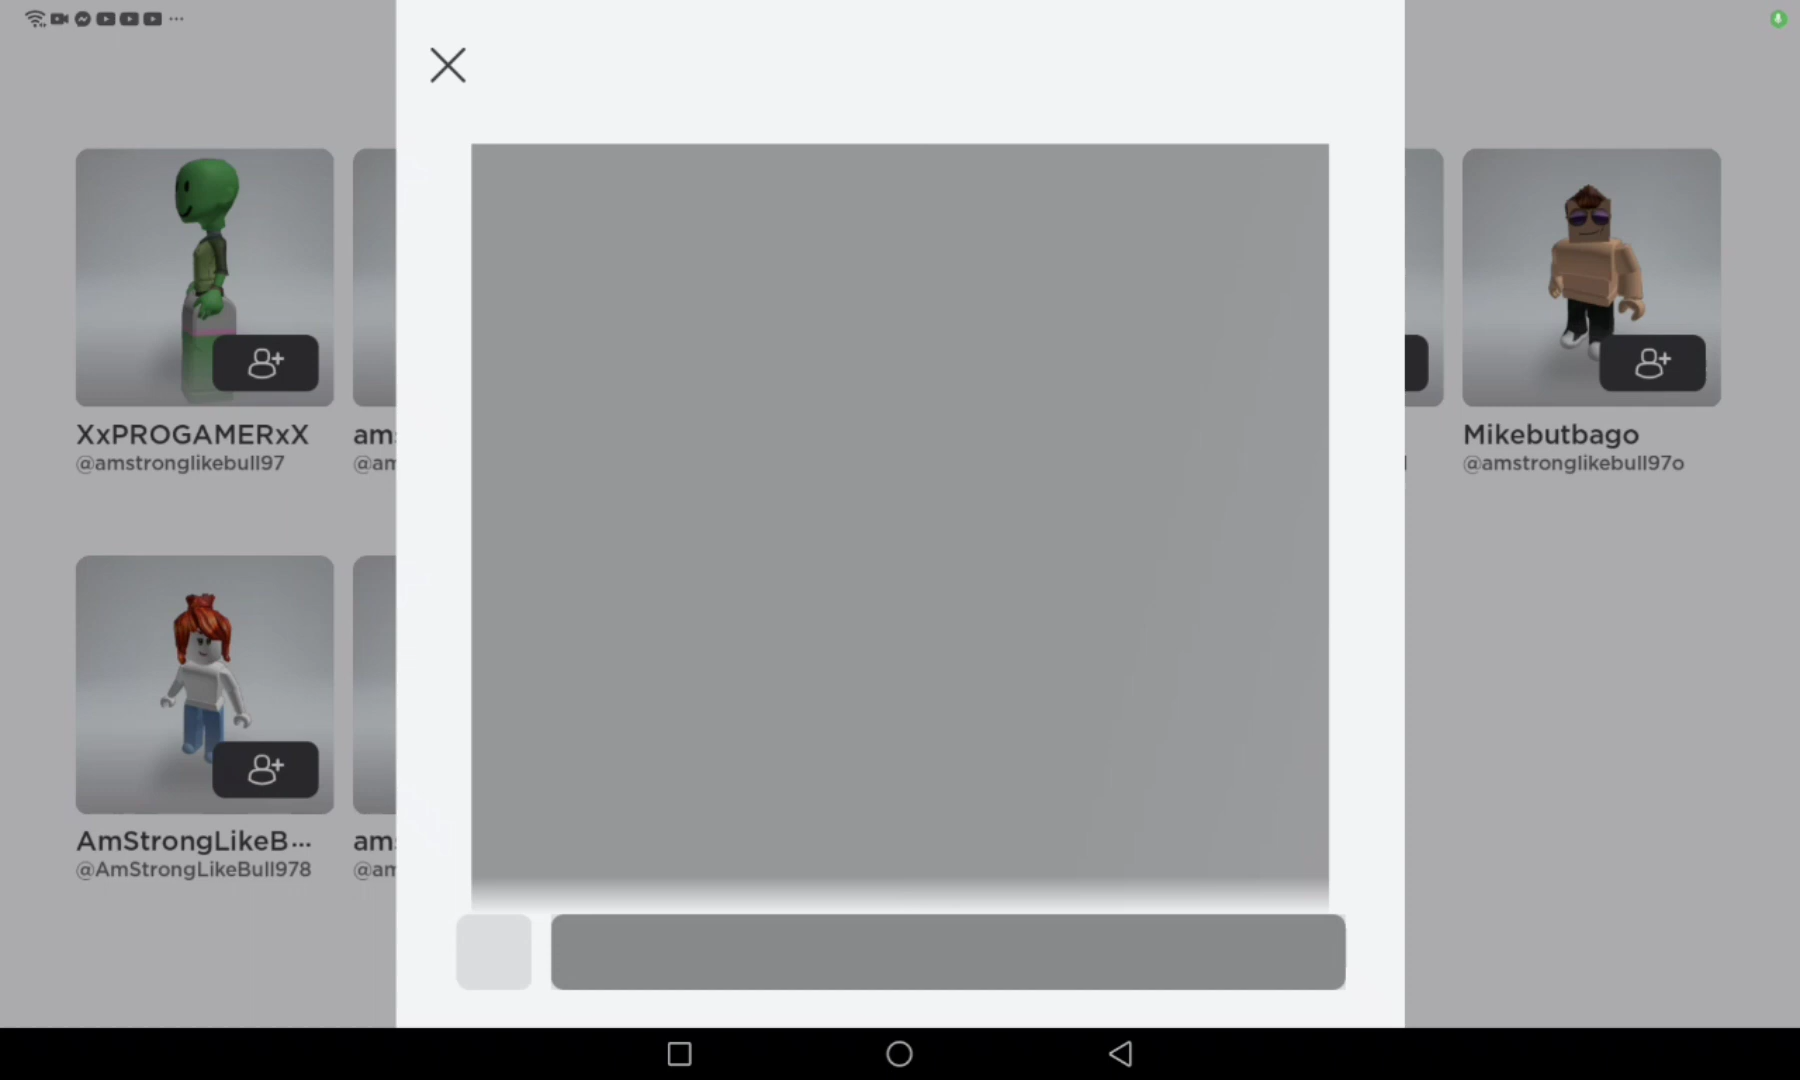 XxPROGAMERxX
@amstronglikebull97
am
@am
Mikebutbago
@amstronglikebull97o
AmStrongLikeB...
@AmStrongLikeBull978
am
@am